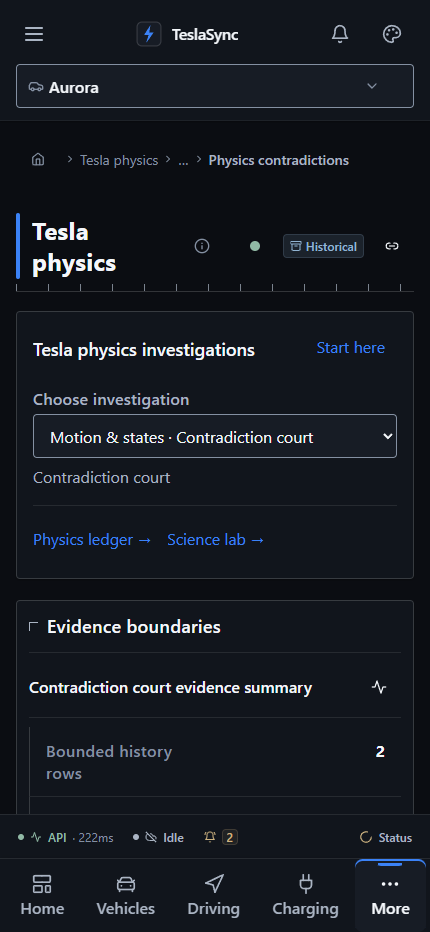 TeslaSync
Aurora
Tesla physics
...
Physics contradictions
Tesla
physics
Historical
Tesla physics investigations
Start here
Choose investigation
Motion & states · Contradiction court
Contradiction court
Physics ledger →
Science lab →
Evidence boundaries
Contradiction court evidence summary
Bounded history
rows
2
API · 222ms
Idle
2
Status
Home
Vehicles
Driving
Charging
More